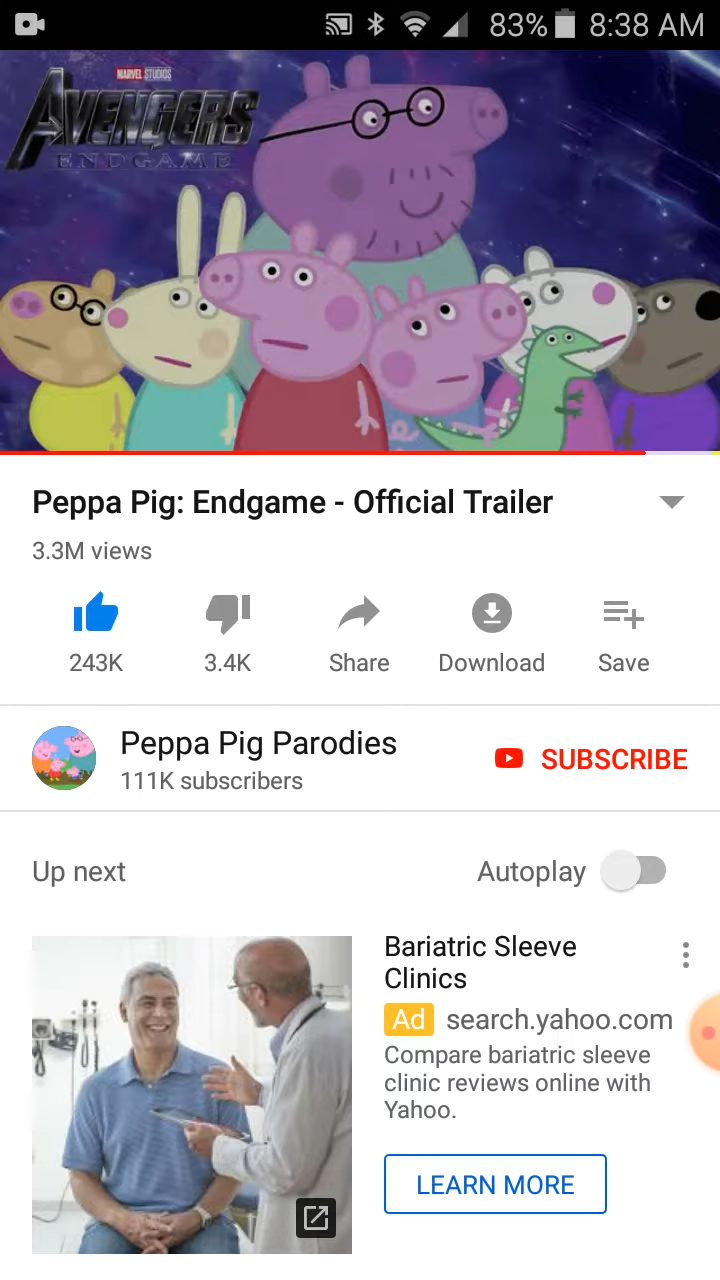 83% 8:38 AM
MARVEL STUDIOS
AVENGERS
ENDGAME
Peppa Pig: Endgame - Official Trailer
3.3M views
243K 3.4K Share Download Save
Peppa Pig Parodies
111K subscribers
SUBSCRIBE
Up next Autoplay
Bariatric Sleeve
Clinics
Ad search.yahoo.com
Compare bariatric sleeve
clinic reviews online with
Yahoo.
LEARN MORE